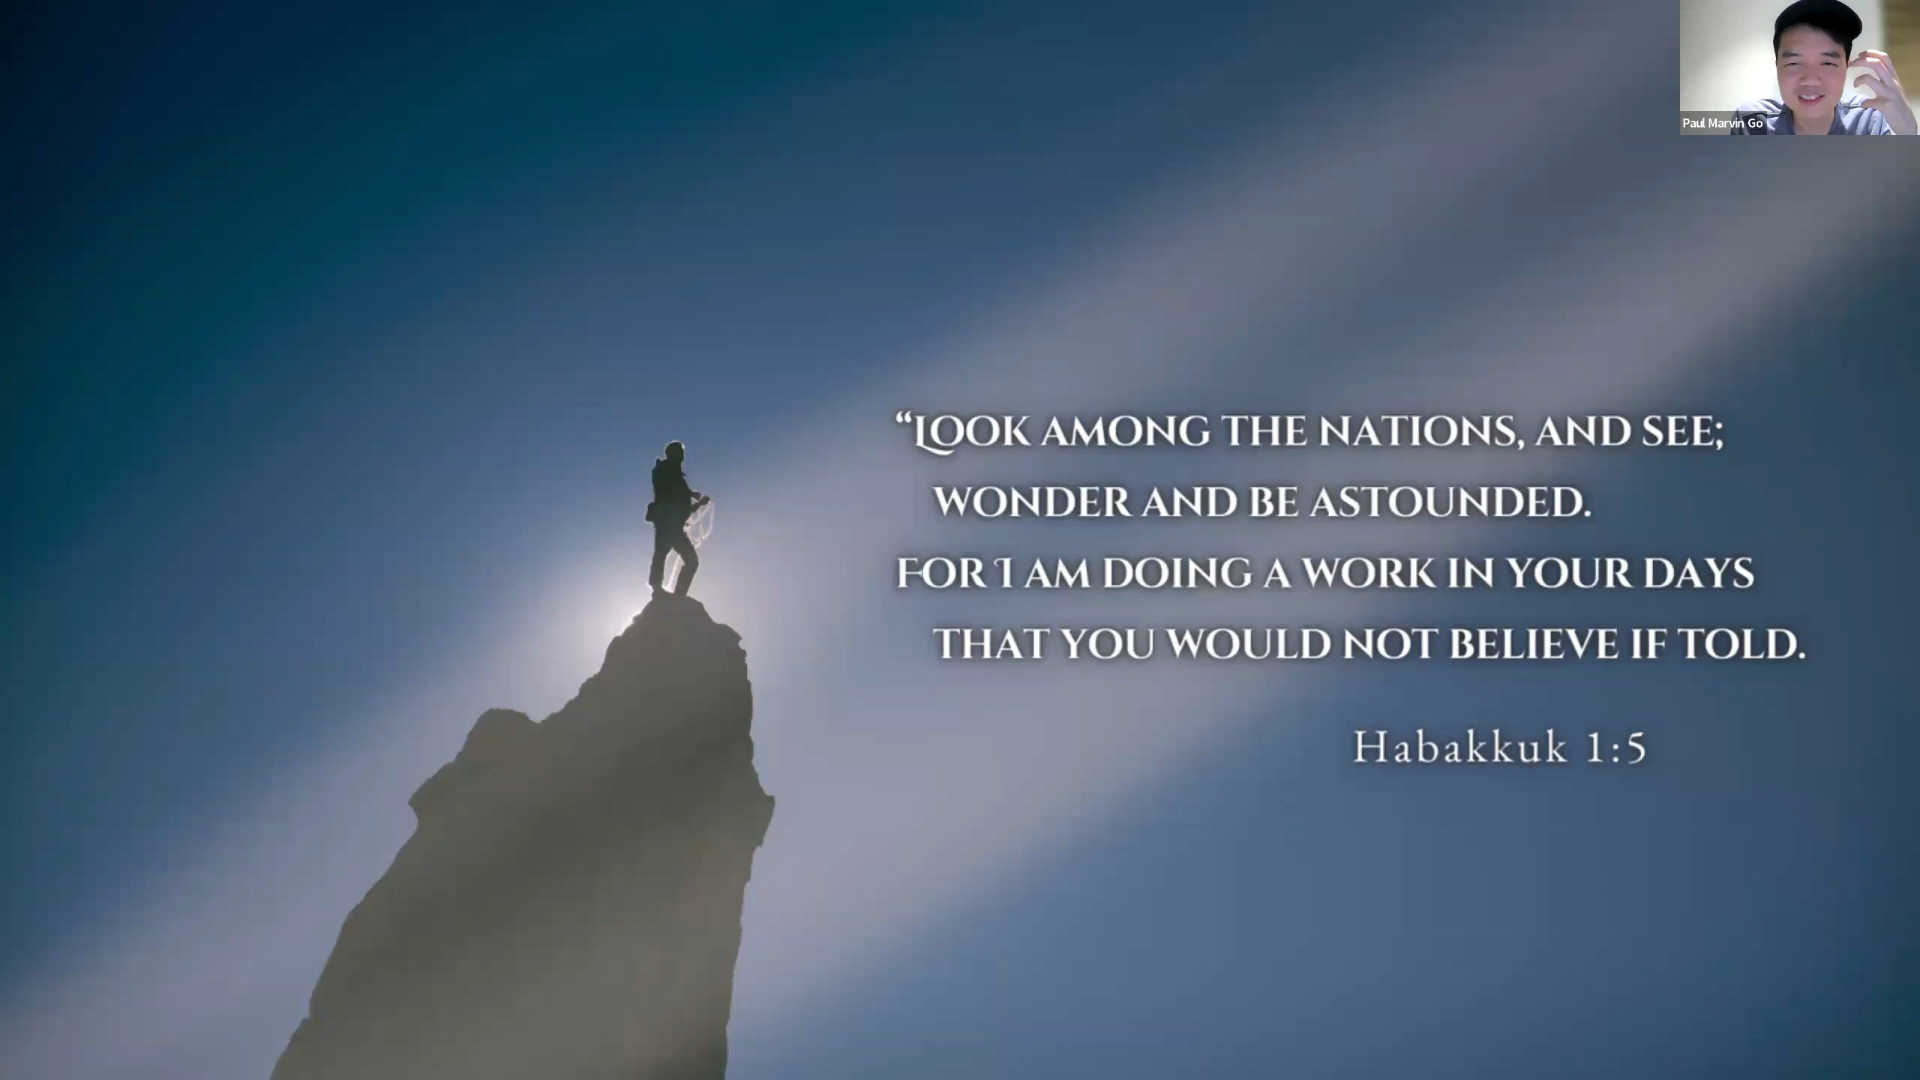 Paul Marvin Go
“LOOK AMONG THE NATIONS, AND SEE;
WONDER AND BE ASTOUNDED.
FOR I AM DOING A WORK IN YOUR DAYS
THAT YOU WOULD NOT BELIEVE IF TOLD.
Habakkuk 1:5